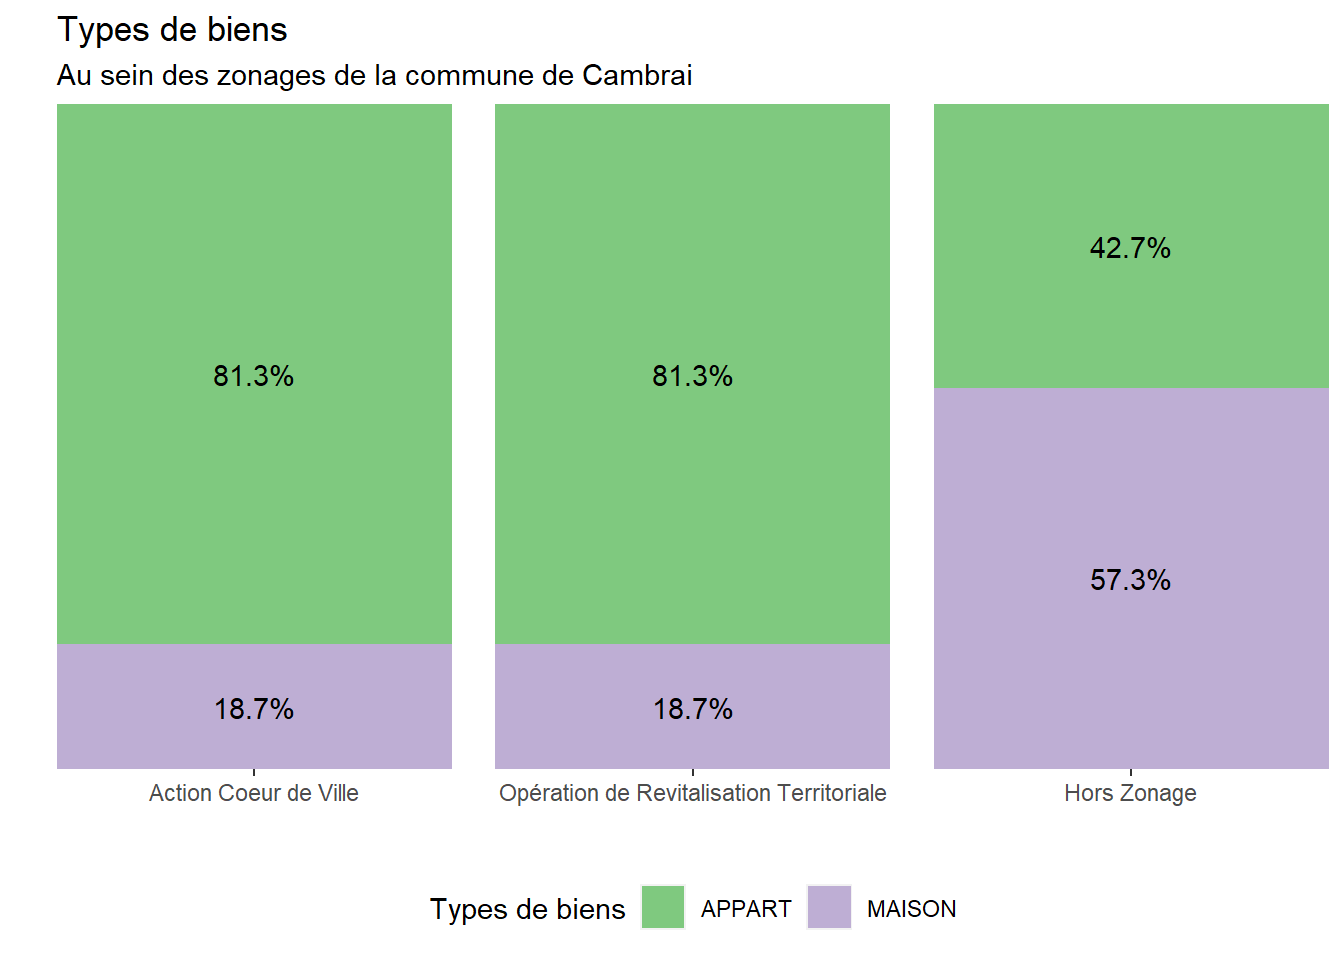 Types de biens
Au sein des zonages de la commune de Cambrai
42.7%
81.3%
81.3%
57.3%
18.7%
18.7%
Action Coeur de Ville
Opération de Revitalisation Territoriale
Hors Zonage
Types de biens
APPART
MAISON